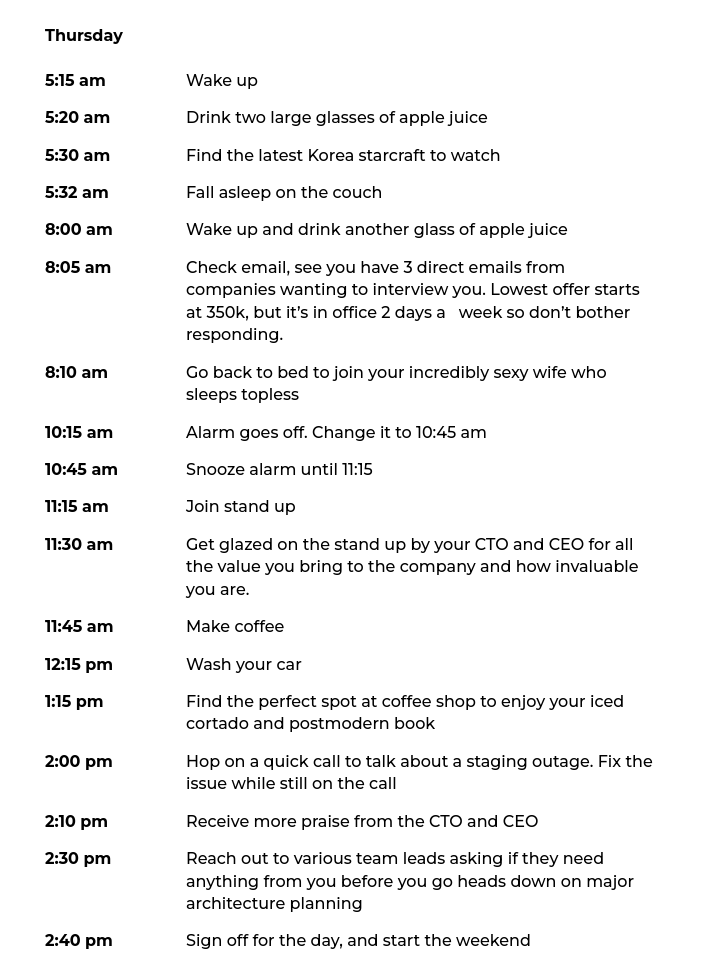 Thursday
5:15 am Wake up
5:20 am Drink two large glasses of apple juice
5:30 am Find the latest Korea starcraft to watch
5:32 am Fall asleep on the couch
8:00 am Wake up and drink another glass of apple juice
8:05 am Check email, see you have 3 direct emails from
companies wanting to interview you. Lowest offer starts
at 350k, but it’s in office 2 days a   week so don’t bother
responding.
8:10 am Go back to bed to join your incredibly sexy wife who
sleeps topless
10:15 am Alarm goes off. Change it to 10:45 am
10:45 am Snooze alarm until 11:15
11:15 am Join stand up
11:30 am Get glazed on the stand up by your CTO and CEO for all
the value you bring to the company and how invaluable
you are.
11:45 am Make coffee
12:15 pm Wash your car
1:15 pm Find the perfect spot at coffee shop to enjoy your iced
cortado and postmodern book
2:00 pm Hop on a quick call to talk about a staging outage. Fix the
issue while still on the call
2:10 pm Receive more praise from the CTO and CEO
2:30 pm Reach out to various team leads asking if they need
anything from you before you go heads down on major
architecture planning
2:40 pm Sign off for the day, and start the weekend